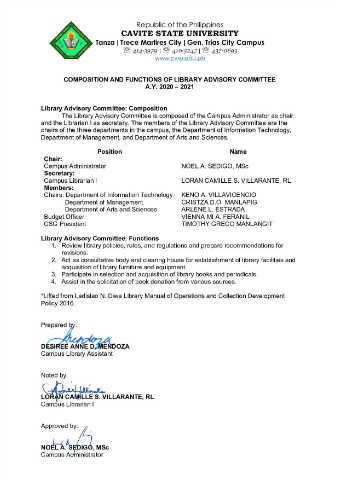 Republic of the Philippines
CAVITE STATE UNIVERSITY
Tanza | Trece Martires City | Gen. Trias City Campus
☏ 414-3979 | ☏ 419-3247 | ☏ 437-0693
COMPOSITION AND FUNCTIONS OF LIBRARY ADVISORY COMMITTEE
A.Y. 2020 – 2021
Library Advisory Committee: Composition
The Library Advisory Committee is composed of the Campus Administrator as chair
and the Librarian I as secretary. The members of the Library Advisory Committee are the
chairs of the three departments in the campus, the Department of Information Technology,
Department of Management, and Department of Arts and Sciences.
Position Name
Chair:
Campus Administrator NOEL A. SEDIGO, MSc
Secretary:
Campus Librarian I LORAN CAMILLE S. VILLARANTE, RL
Members:
Chairs: Department of Information Technology KENO A. VILLAVICENCIO
Department of Management CRISTZA D.O. MANLAPIG
Department of Arts and Sciences ARLENE L. ESTRADA
Budget Officer VIENNA MI A. FERANIL
CSG President TIMOTHY GRECO MANLANGIT
Library Advisory Committee: Functions
1. Review library policies, rules, and regulations and prepare recommendations for
revisions.
2. Act as consultative body and clearing house for establishment of library facilities and
acquisition of library furniture and equipment.
3. Participate in selection and acquisition of library books and periodicals.
4. Assist in the solicitation of book donation from various sources.
*Lifted from Ladislao N. Diwa Library Manual of Operations and Collection Development
Policy 2016.
Prepared by:
DESIREE ANNE D. MENDOZA
Campus Library Assistant
Noted by:
LORAN CAMILLE S. VILLARANTE, RL
Campus Librarian I
Approved by:
NOEL A. SEDIGO, MSc
Campus Administrator